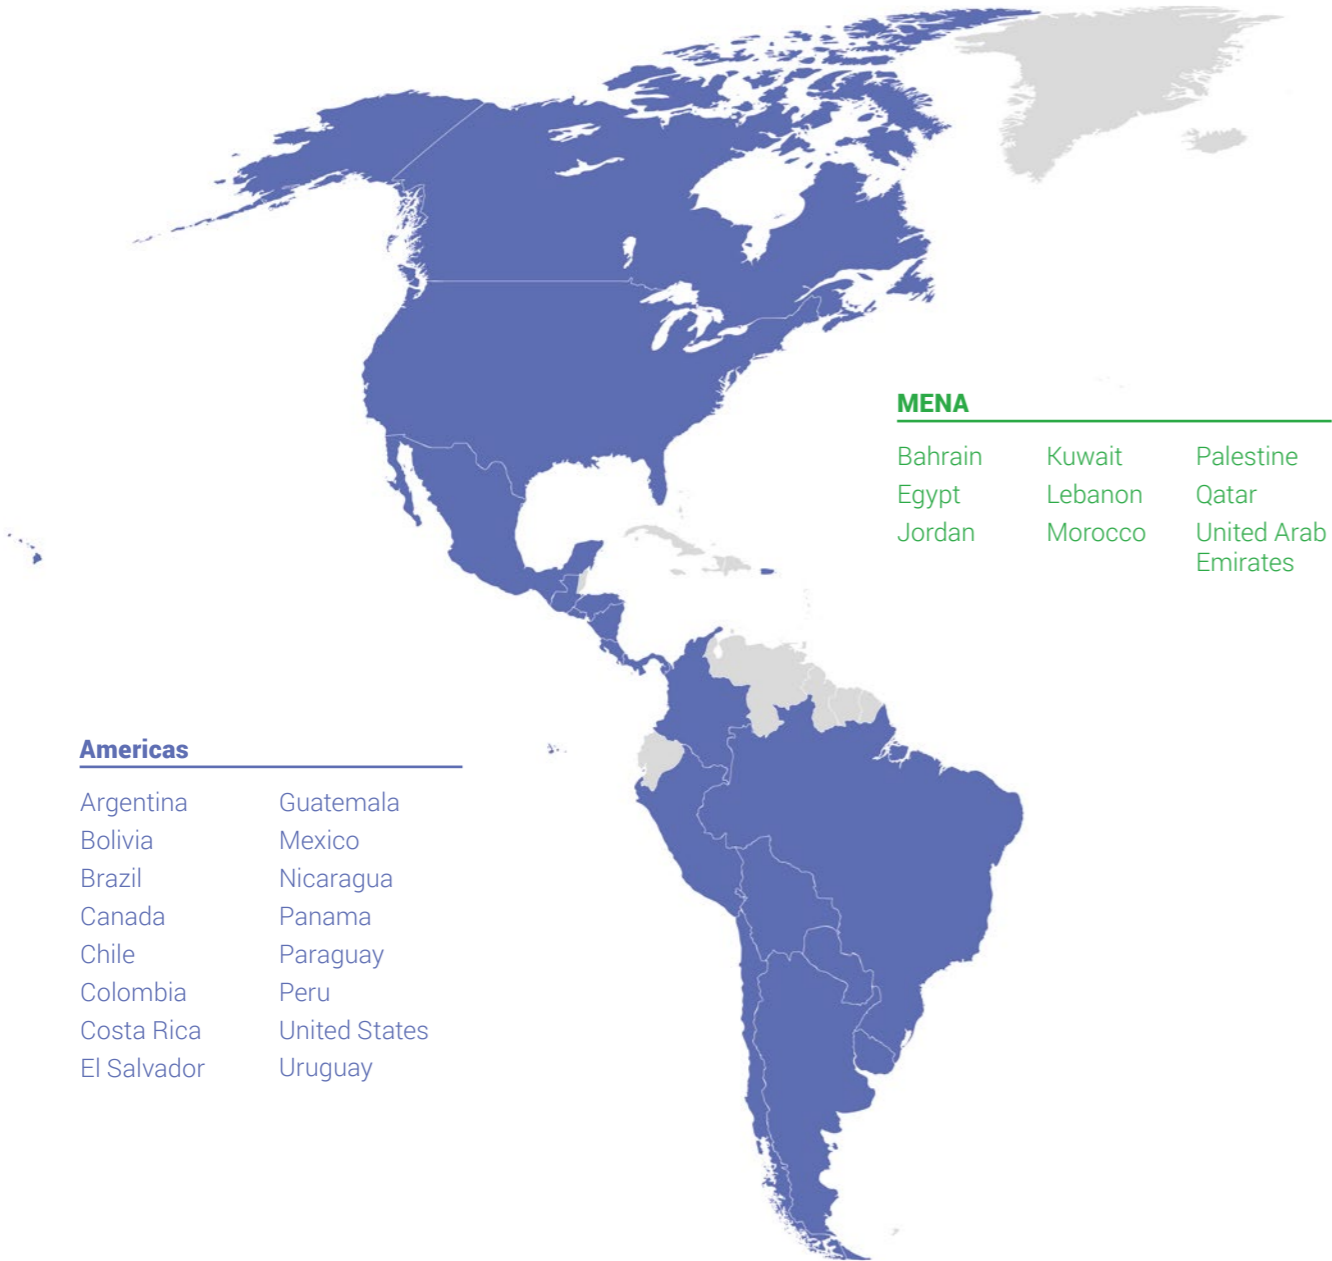 MENA
Bahrain
Egypt
Jordan
Kuwait
Lebanon
Morocco
Palestine
Qatar
United Arab
Emirates
Americas
Argentina
Bolivia
Brazil
Canada
Chile
Colombia
Costa Rica
El Salvador
Guatemala
Mexico
Nicaragua
Panama
Paraguay
Peru
United States
Uruguay